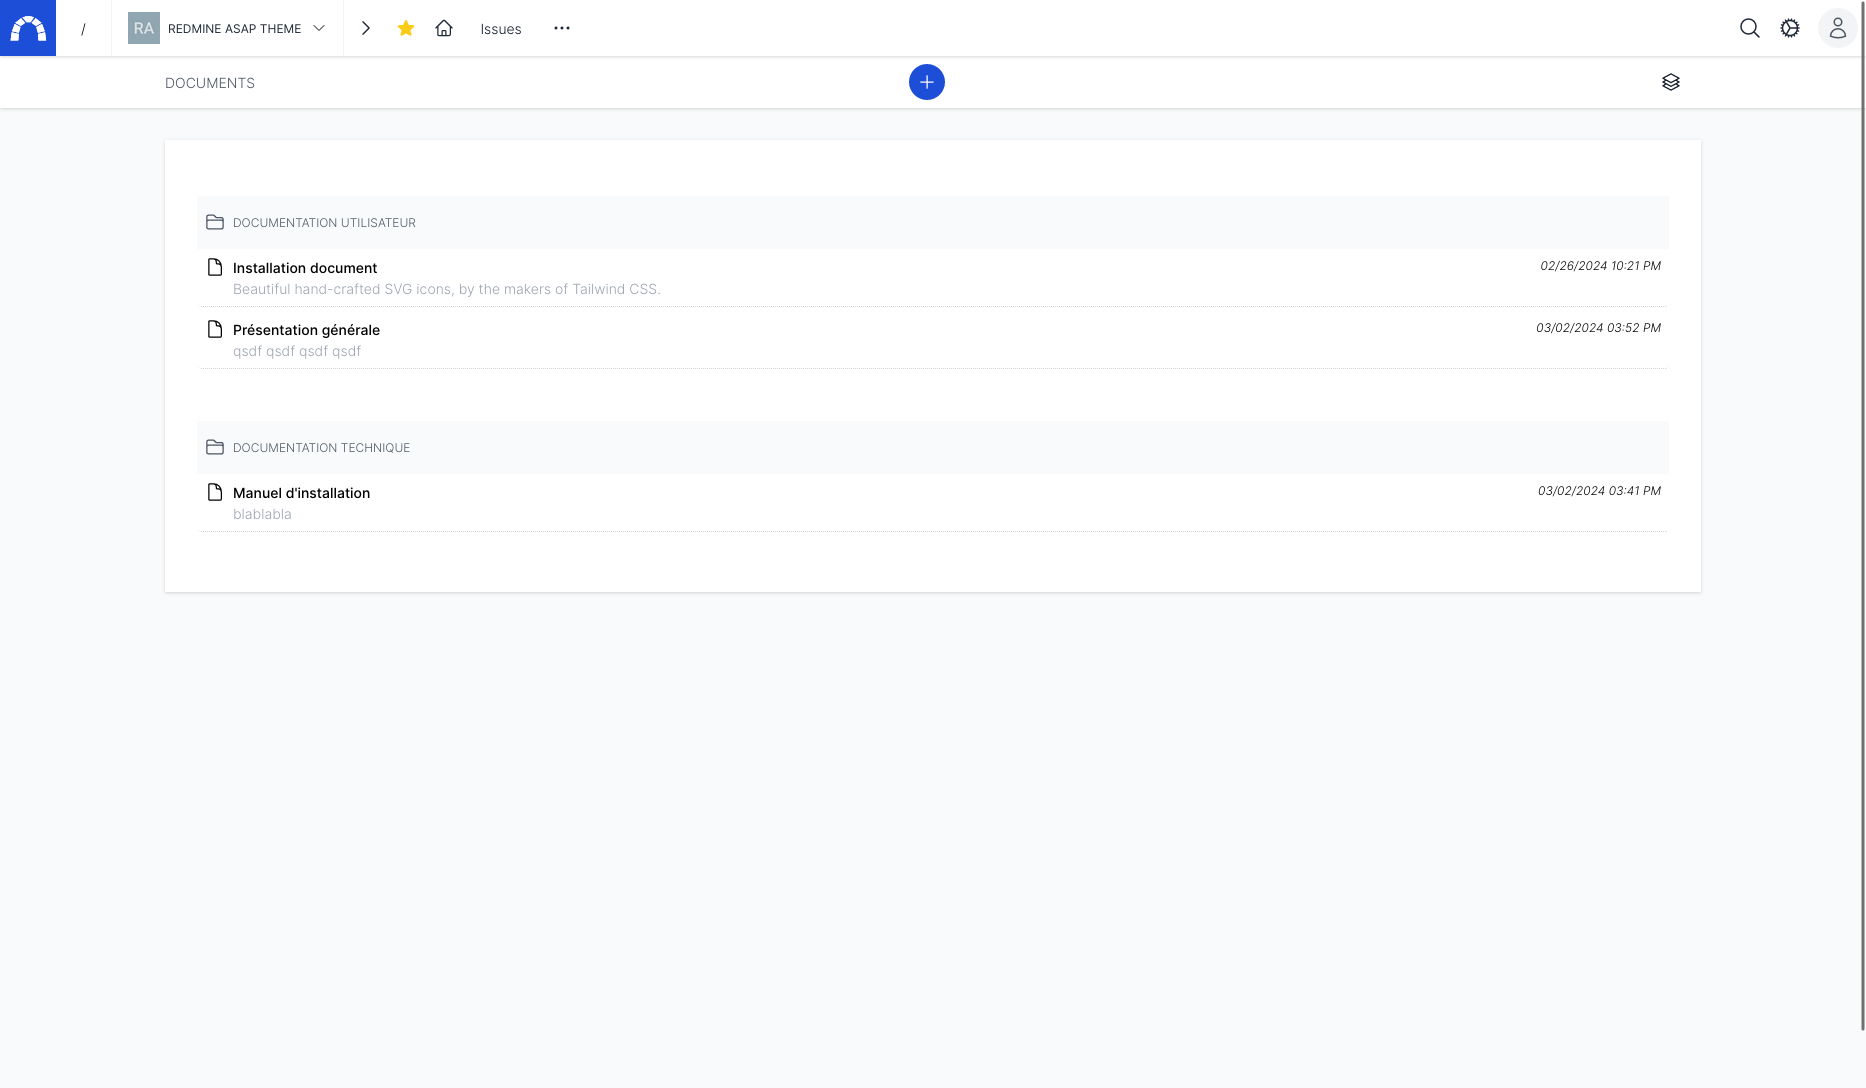 /
RA REDMINE ASAP THEME
Issues
DOCUMENTS
DOCUMENTATION UTILISATEUR
Installation document 02/26/2024 10:21 PM
Beautiful hand-crafted SVG icons, by the makers of Tailwind CSS.
Présentation générale 03/02/2024 03:52 PM
qsdf qsdf qsdf qsdf
DOCUMENTATION TECHNIQUE
Manuel d'installation 03/02/2024 03:41 PM
blablabla